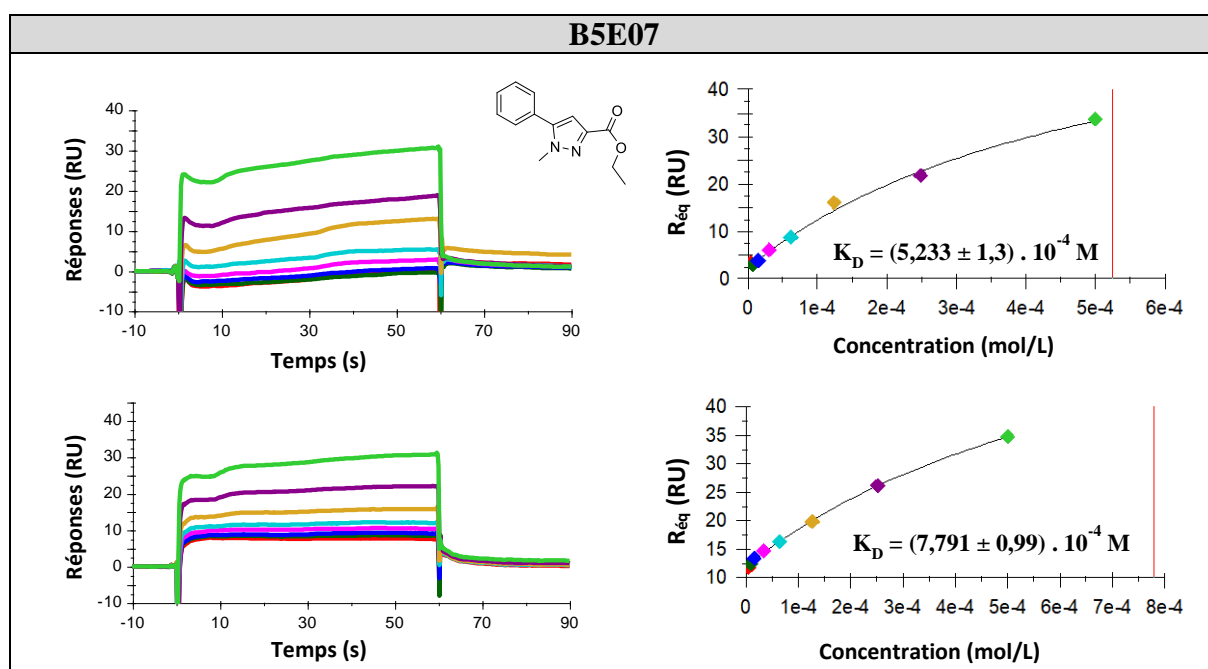 B5E07
Réponses (RU)
40
30
20
10
0
-10
-10
10
30
50
70
90
Temps (s)
N
N
O
O
R éq (RU)
40
30
20
10
0
K D = (5,233 ± 1,3) . 10 -4 M
0
1e-4
2e-4
3e-4
4e-4
5e-4
6e-4
Concentration (mol/L)
Réponses (RU)
40
30
20
10
0
-10
-10
10
30
50
70
90
Temps (s)
R éq (RU)
40
35
30
25
20
15
10
K D = (7,791 ± 0,99) . 10 -4 M
0
1e-4
2e-4
3e-4
4e-4
5e-4
6e-4
7e-4
8e-4
Concentration (mol/L)